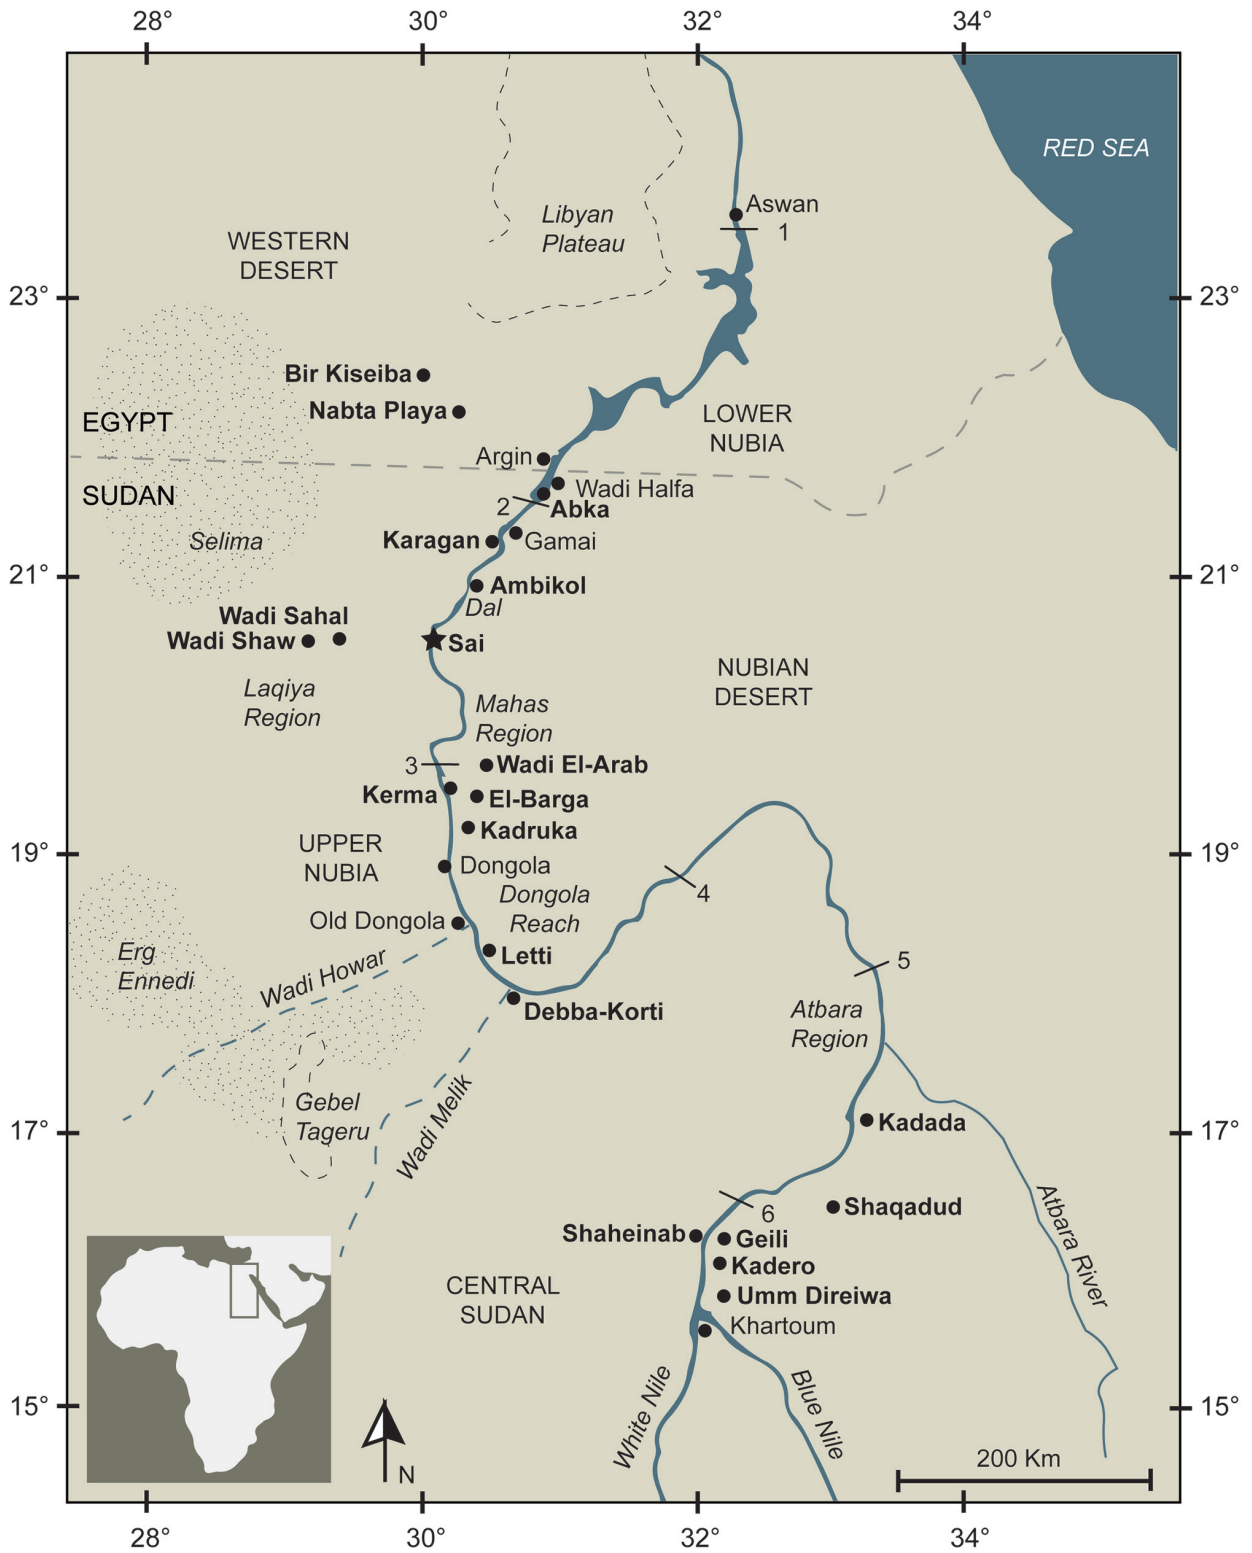 28° 30° 32° 34°
RED SEA
Aswan
1
Libyan
Plateau
WESTERN
DESERT
23° 23°
Bir Kiseiba
Nabta Playa
LOWER
NUBIA
EGYPT
Argin
SUDAN
Wadi Halfa
2
Abka
Selima
Karagan
Gamai
21° 21°
Ambikol
Dal
Wadi Sahal
Wadi Shaw
Sai
NUBIAN
DESERT
Laqiya
Region
Mahas
Region
3
Wadi El-Arab
Kerma
El-Barga
Kadruka
UPPER
NUBIA
19° 19°
Dongola
Dongola
Reach
4
Old Dongola
Erg
Ennedi
Wadi Howar
Letti
5
Debba-Korti
Atbara
Region
Gebel
Tageru
Wadi Melik
17° 17°
Kadada
Shaqadud
6
Atbara River
Shaheinab
Geili
Kadero
CENTRAL
SUDAN
Umm Direiwa
Khartoum
White Nile
Blue Nile
15° 15°
200 Km
N
28° 30° 32° 34°